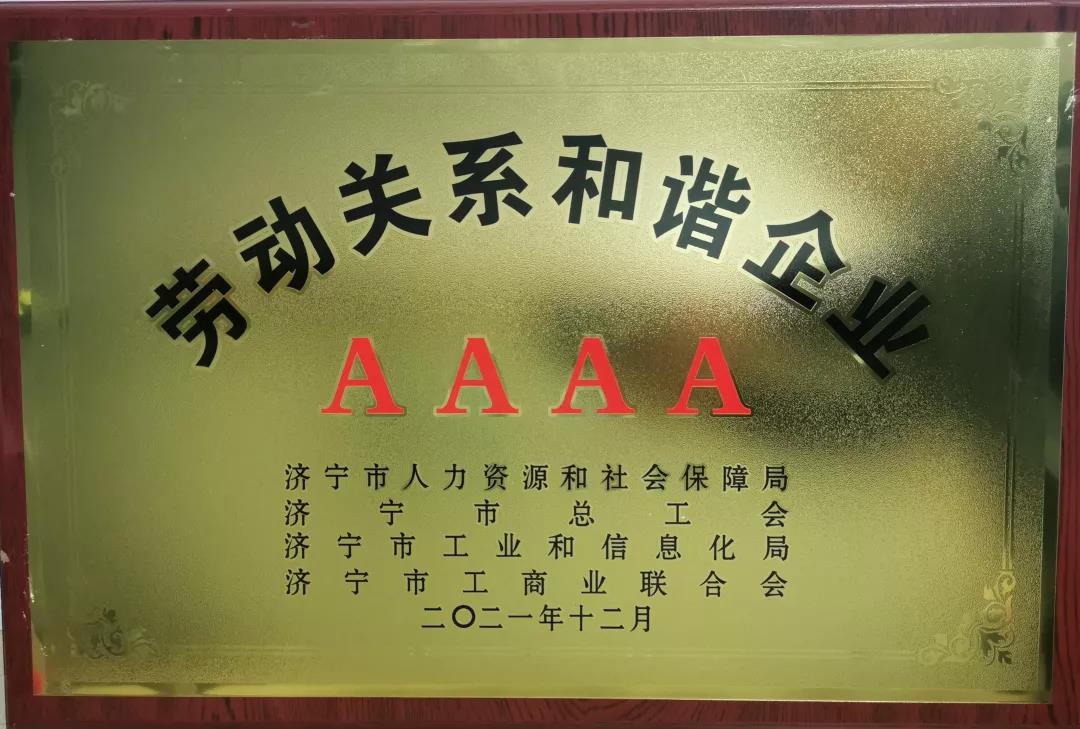 劳动关系和谐企业
AAAA
济宁市人力资源和社会保障局
济宁市总工会
济宁市工业和信息化局
济宁市工商业联合会
二〇二一年十二月